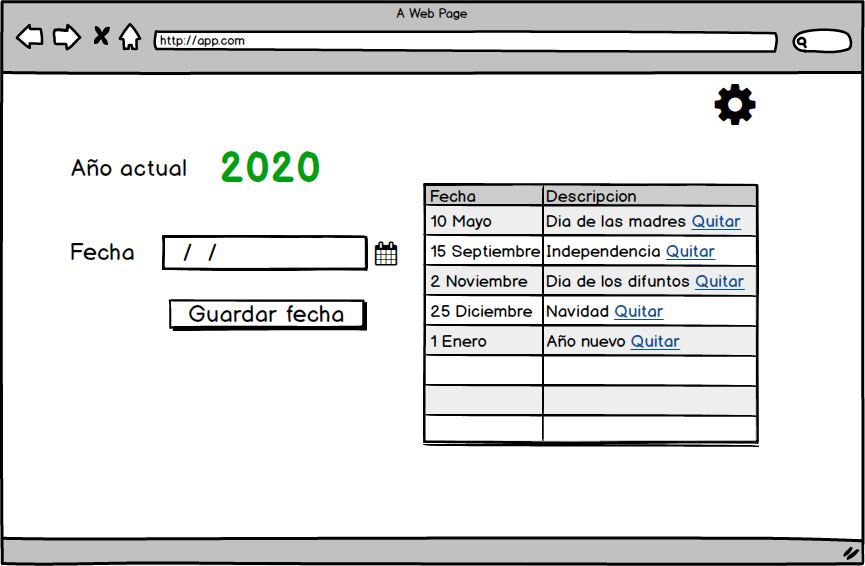 A Web Page
http://app.com
Año actual 2020
Fecha / /
Guardar fecha
Fecha Descripcion
10 Mayo Dia de las madres Quitar
15 Septiembre Independencia Quitar
2 Noviembre Dia de los difuntos Quitar
25 Diciembre Navidad Quitar
1 Enero Año nuevo Quitar